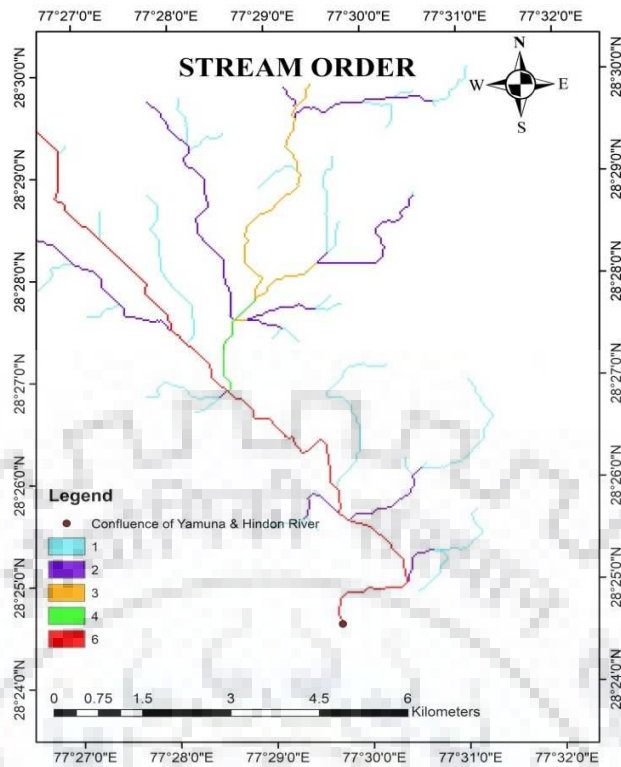 77°27'0"E 77°28'0"E 77°29'0"E 77°30'0"E 77°31'0"E 77°32'0"E
STREAM ORDER
N
W E
S
28°30'0"N 28°30'0"N
28°29'0"N 28°29'0"N
28°28'0"N 28°28'0"N
28°27'0"N 28°27'0"N
28°26'0"N 28°26'0"N
28°25'0"N 28°25'0"N
28°24'0"N 28°24'0"N
Legend
Confluence of Yamuna & Hindon River
1
2
3
4
6
0 0.75 1.5 3 4.5 6
Kilometers
77°27'0"E 77°28'0"E 77°29'0"E 77°30'0"E 77°31'0"E 77°32'0"E